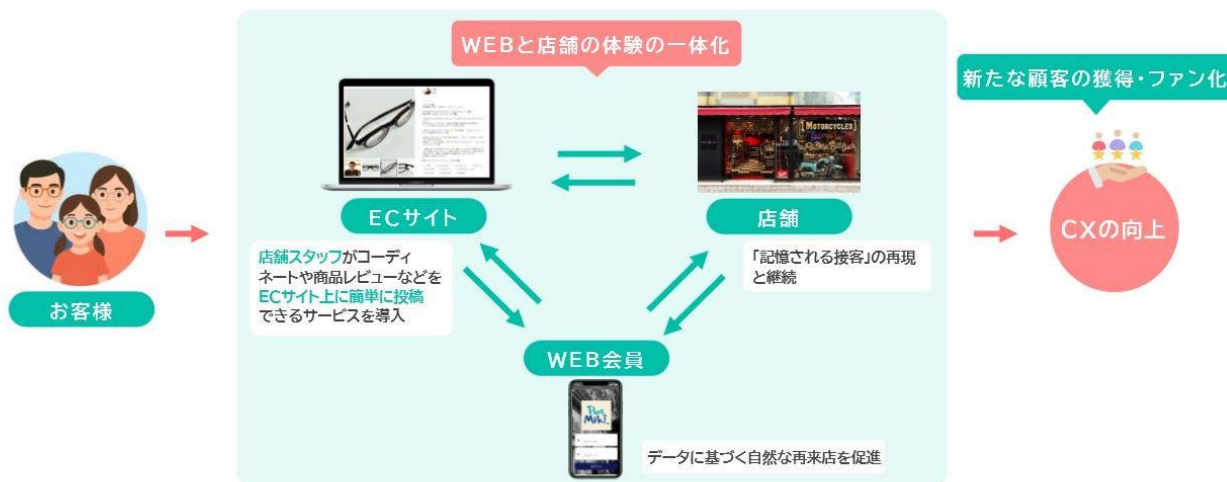 WEBと店舗の体験の一体化
新たな顧客の獲得・ファン化
MOTORCYCLES
ECサイト
店舗
CXの向上
店舗スタッフがコーディ
ネートや商品レビューなどを
ECサイト上に簡単に投稿
できるサービスを導入
「記憶される接客」の再現
と継続
お客様
WEB会員
データに基づく自然な再来店を促進